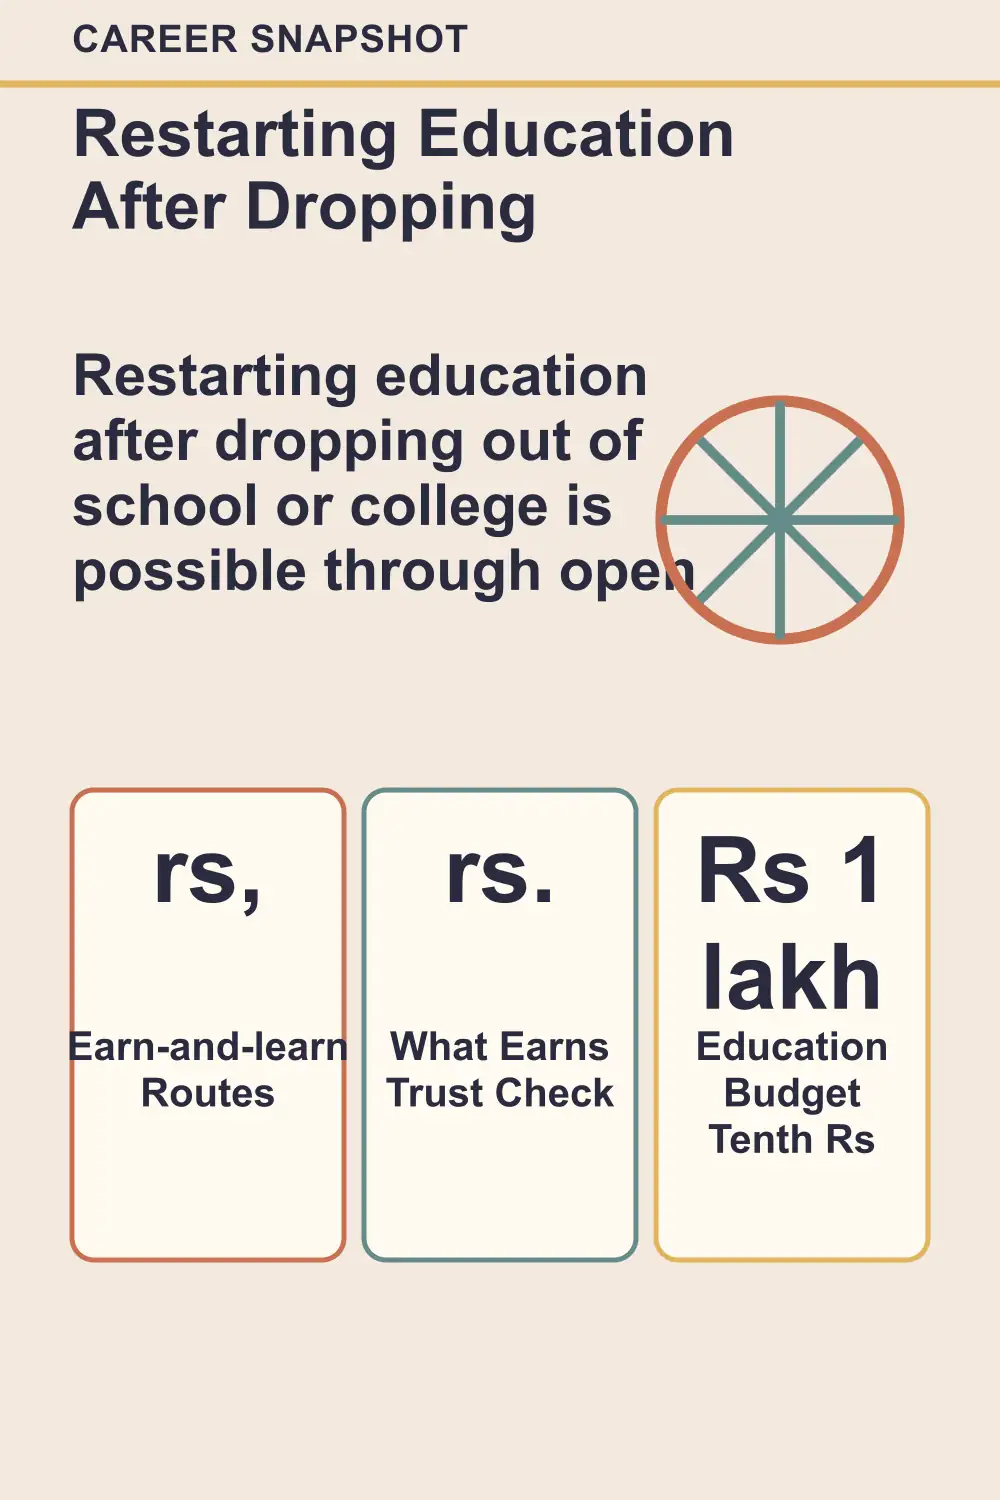 CAREER SNAPSHOT
Restarting Education
After Dropping
Restarting education
after dropping out of
school or college is
possible through open
rs,
Earn-and-learn
Routes
rs.
What Earns
Trust Check
Rs 1
lakh
Education
Budget
Tenth Rs